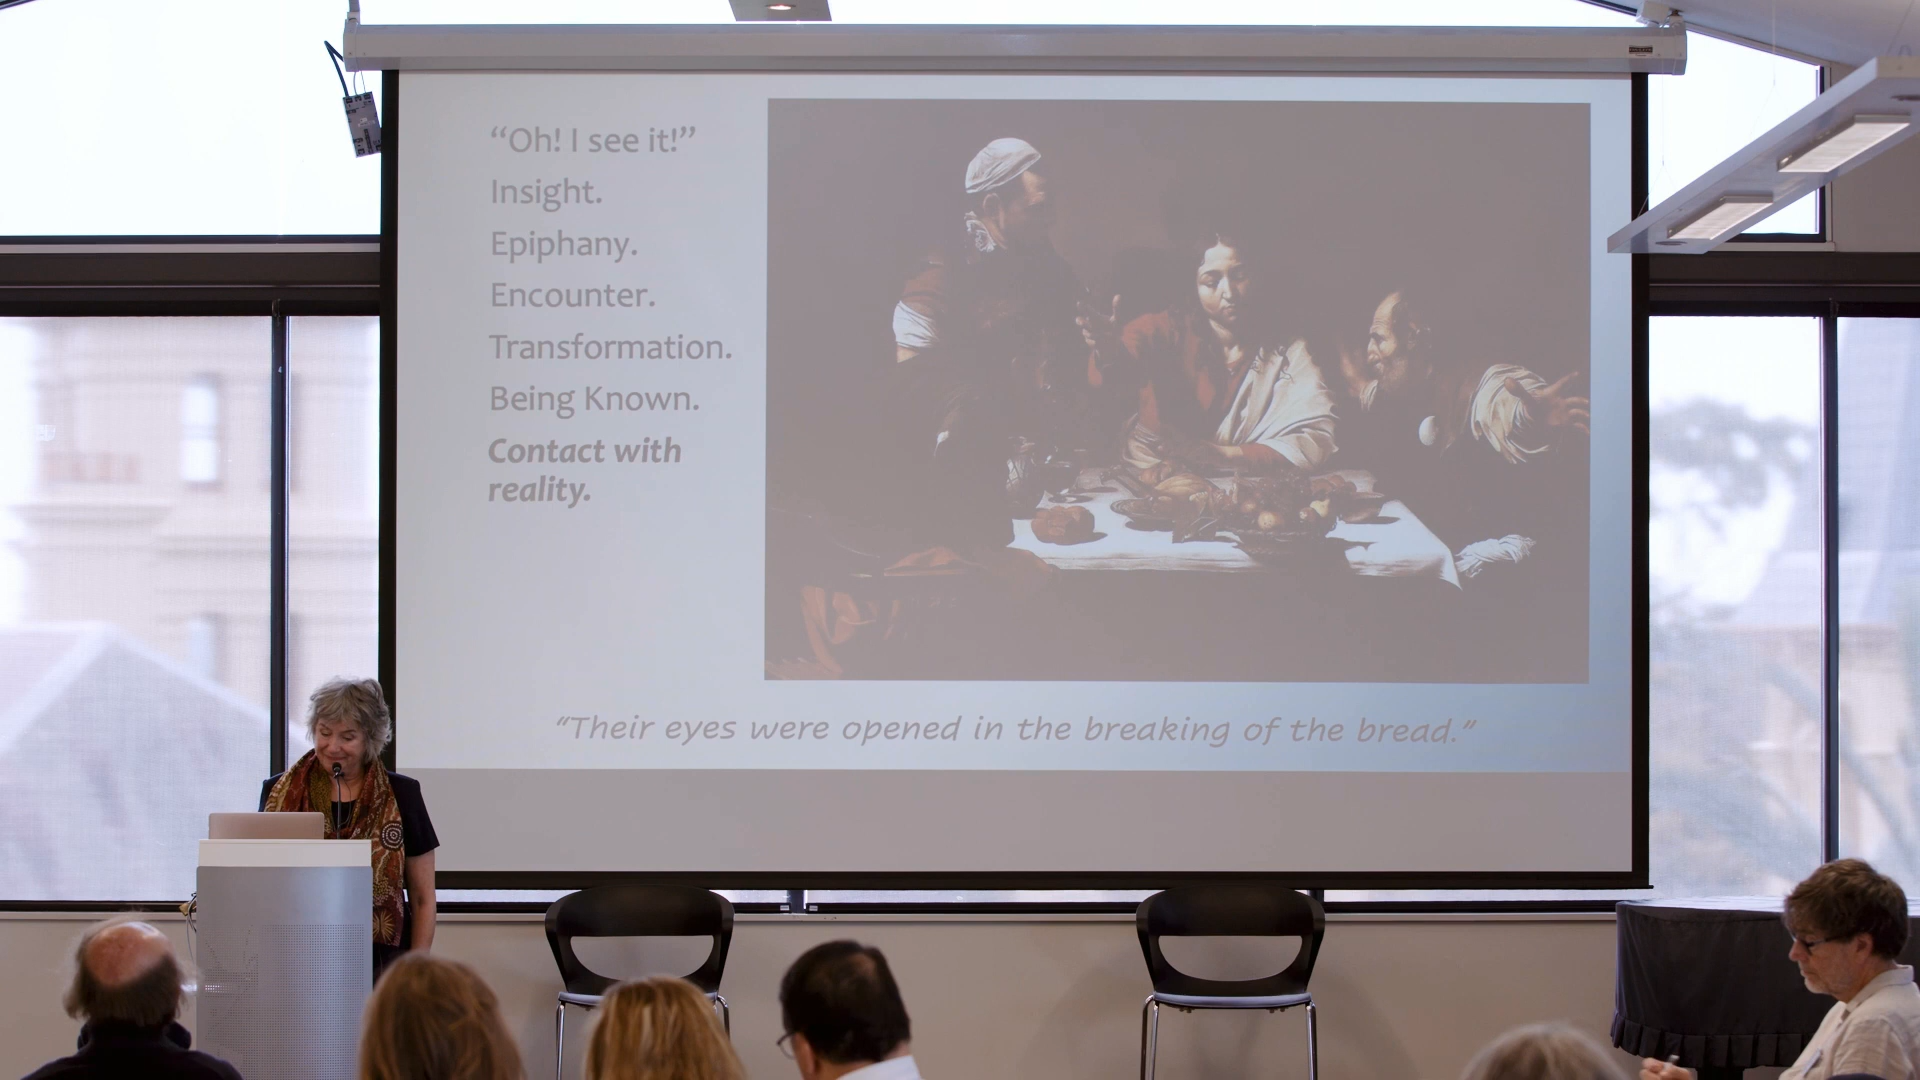 “Oh! I see it!”
Insight.
Epiphany.
Encounter.
Transformation.
Being Known.
Contact with
reality.
“Their eyes were opened in the breaking of the bread.”